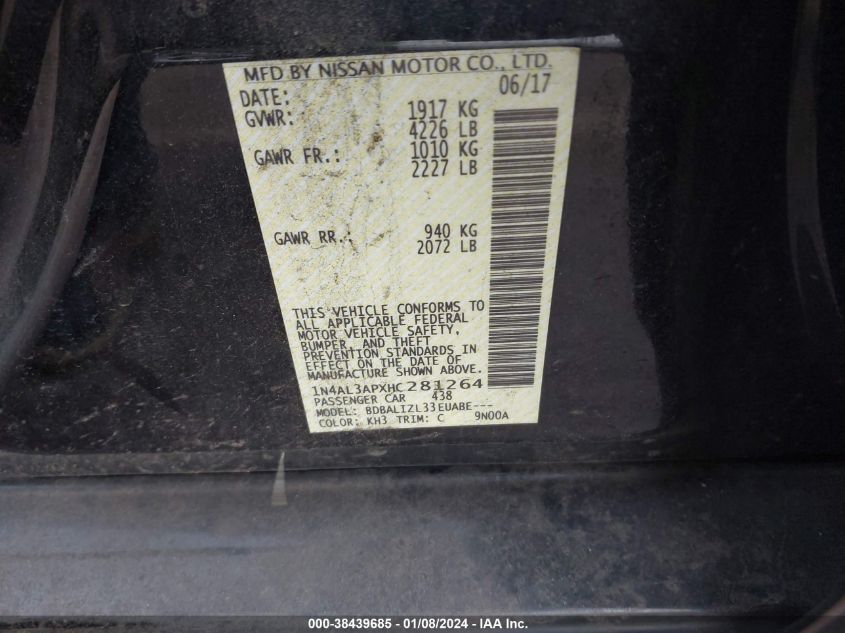 MFD BY NISSAN MOTOR CO., LTD.
DATE: 06/17
GVWR: 1917 KG
4226 LB
GAWR FR.: 1010 KG
2227 LB
GAWR RR.: 940 KG
2072 LB
THIS VEHICLE CONFORMS TO
ALL APPLICABLE FEDERAL
MOTOR VEHICLE SAFETY,
BUMPER, AND THEFT
PREVENTION STANDARDS IN
EFFECT ON THE DATE OF
MANUFACTURE SHOWN ABOVE.
1N4AL3APXHC281264
PASSENGER CAR 438
MODEL: BDBALIZL33EUABE---
COLOR: KH3 TRIM: C 9N00A
000-38439685 - 01/08/2024 - IAA Inc.